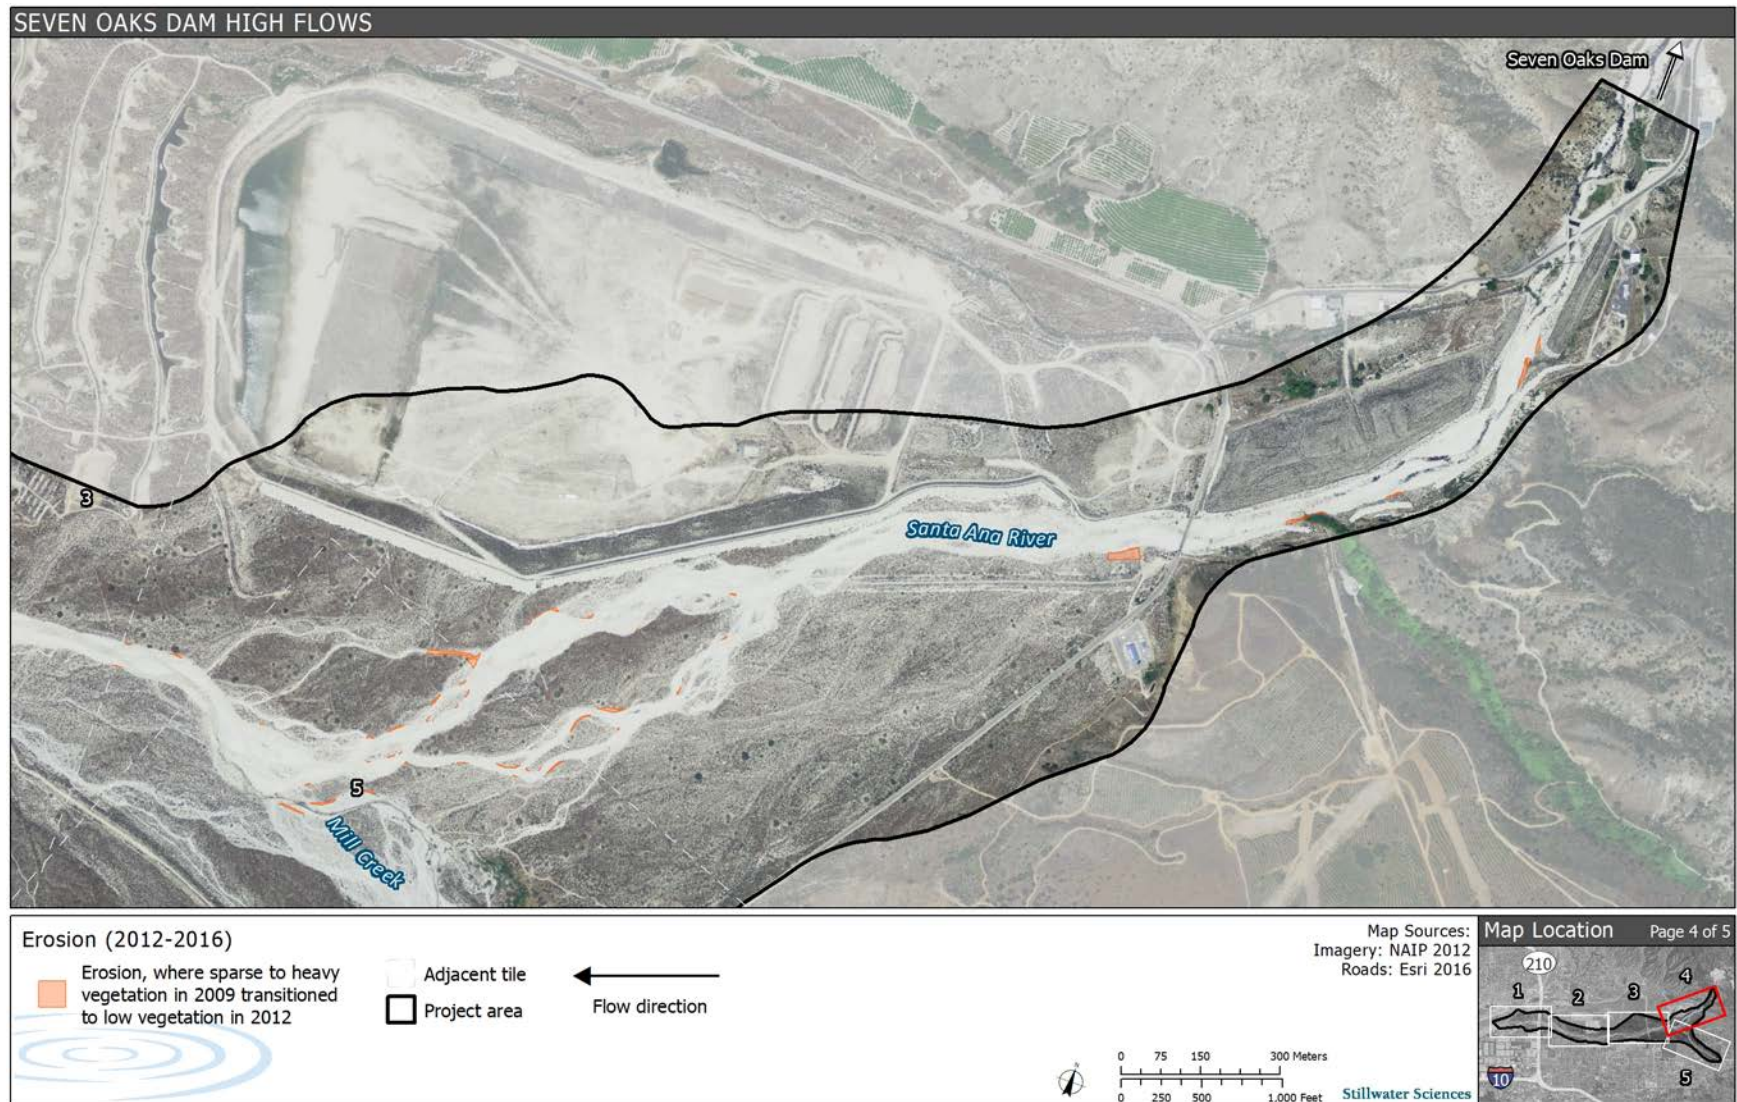 SEVEN OAKS DAM HIGH FLOWS
Seven Oaks Dam
3
Santa Ana River
5
Mill Creek
Erosion (2012-2016)
Erosion, where sparse to heavy
vegetation in 2009 transitioned
to low vegetation in 2012
Adjacent tile
Project area
Flow direction
Map Sources:
Imagery: NAIP 2012
Roads: Esri 2016
0 75 150 300 Meters
0 250 500 1,000 Feet
Stillwater Sciences
Map Location Page 4 of 5
210
1
2
3
4
5
10